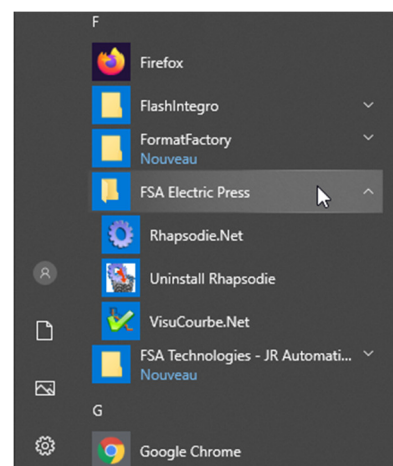 F
Firefox
FlashIntegro
FormatFactory
Nouveau
FSA Electric Press
Rhapsodie.Net
Uninstall Rhapsodie
VisuCourbe.Net
FSA Technologies - JR Automati...
Nouveau
G
Google Chrome